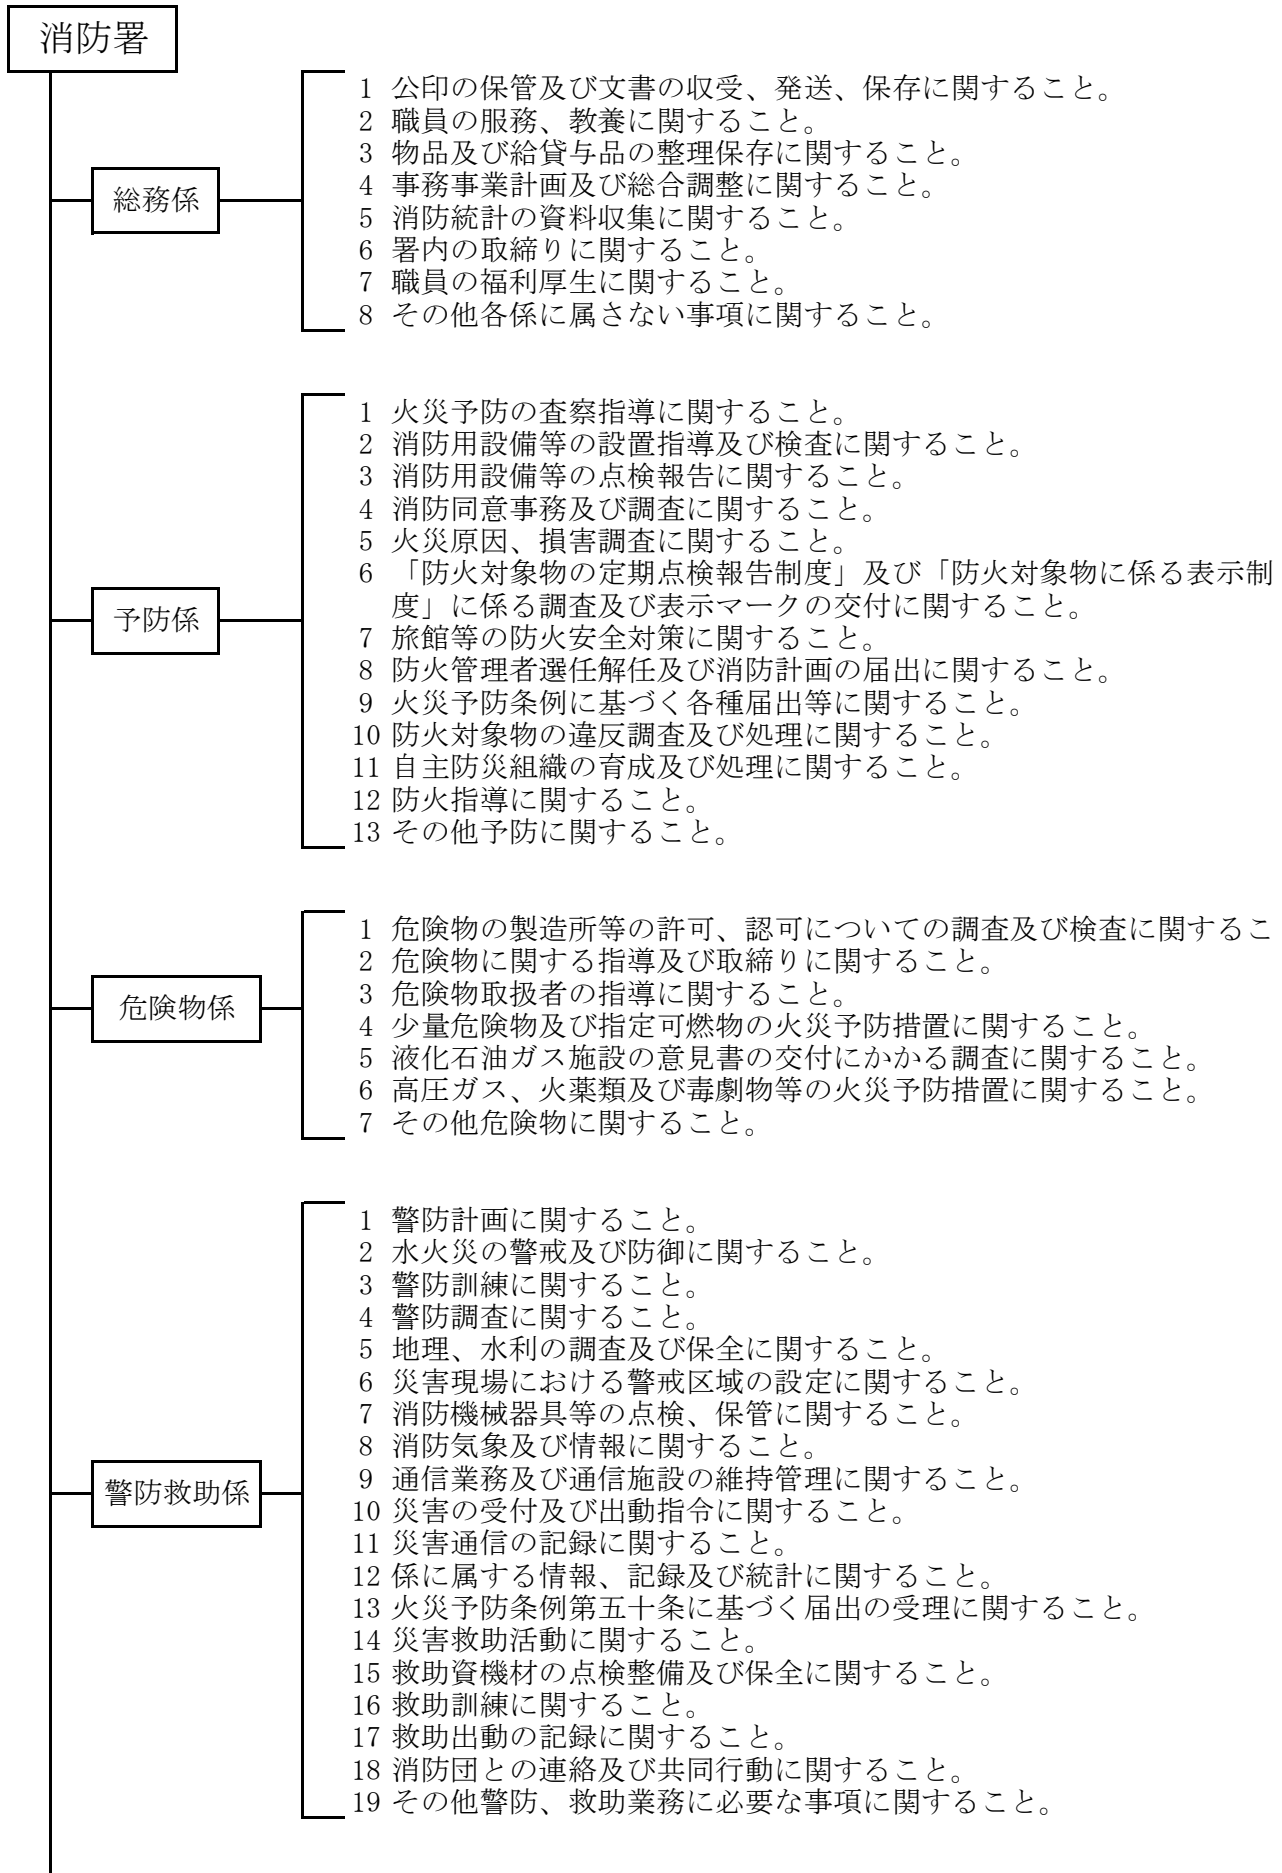 消防署
総務係
1 公印の保管及び文書の収受、発送、保存に関すること。
2 職員の服務、教養に関すること。
3 物品及び給貸与品の整理保存に関すること。
4 事務事業計画及び総合調整に関すること。
5 消防統計の資料収集に関すること。
6 署内の取締りに関すること。
7 職員の福利厚生に関すること。
8 その他各係に属さない事項に関すること。
予防係
1 火災予防の査察指導に関すること。
2 消防用設備等の設置指導及び検査に関すること。
3 消防用設備等の点検報告に関すること。
4 消防同意事務及び調査に関すること。
5 火災原因、損害調査に関すること。
6 「防火対象物の定期点検報告制度」及び「防火対象物に係る表示制
度」に係る調査及び表示マークの交付に関すること。
7 旅館等の防火安全対策に関すること。
8 防火管理者選任解任及び消防計画の届出に関すること。
9 火災予防条例に基づく各種届出等に関すること。
10 防火対象物の違反調査及び処理に関すること。
11 自主防災組織の育成及び処理に関すること。
12 防火指導に関すること。
13 その他予防に関すること。
危険物係
1 危険物の製造所等の許可、認可についての調査及び検査に関するこ
2 危険物に関する指導及び取締りに関すること。
3 危険物取扱者の指導に関すること。
4 少量危険物及び指定可燃物の火災予防措置に関すること。
5 液化石油ガス施設の意見書の交付にかかる調査に関すること。
6 高圧ガス、火薬類及び毒劇物等の火災予防措置に関すること。
7 その他危険物に関すること。
警防救助係
1 警防計画に関すること。
2 水火災の警戒及び防御に関すること。
3 警防訓練に関すること。
4 警防調査に関すること。
5 地理、水利の調査及び保全に関すること。
6 災害現場における警戒区域の設定に関すること。
7 消防機械器具等の点検、保管に関すること。
8 消防気象及び情報に関すること。
9 通信業務及び通信施設の維持管理に関すること。
10 災害の受付及び出動指令に関すること。
11 災害通信の記録に関すること。
12 係に属する情報、記録及び統計に関すること。
13 火災予防条例第五十条に基づく届出の受理に関すること。
14 災害救助活動に関すること。
15 救助資機材の点検整備及び保全に関すること。
16 救助訓練に関すること。
17 救助出動の記録に関すること。
18 消防団との連絡及び共同行動に関すること。
19 その他警防、救助業務に必要な事項に関すること。